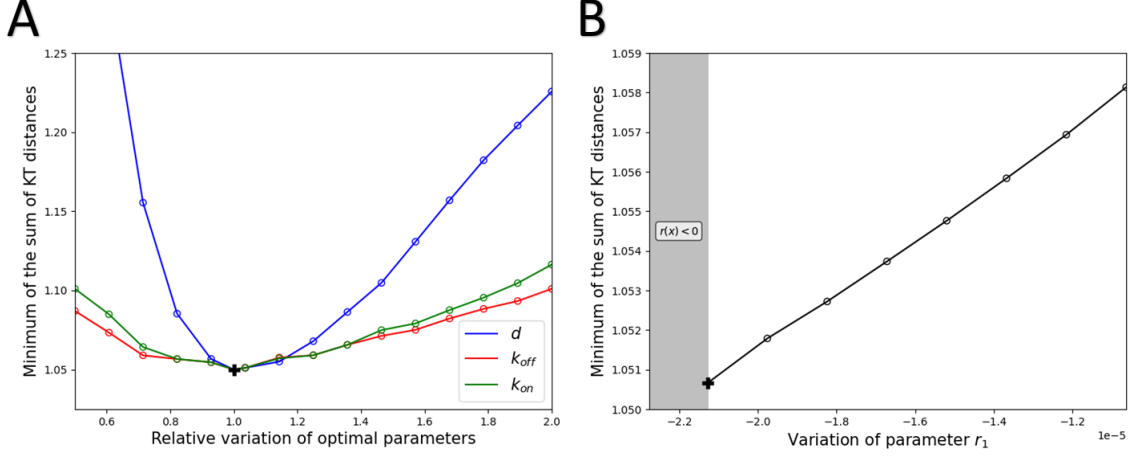 A
Minimum of the sum of KT distances
1.25
1.20
1.15
1.10
1.05
0.6 0.8 1.0 1.2 1.4 1.6 1.8 2.0
Relative variation of optimal parameters
d
k_off
k_on
B
Minimum of the sum of KT distances
1.059
1.058
1.057
1.056
1.055
1.054
1.053
1.052
1.051
1.050
r(x) < 0
−2.2 −2.0 −1.8 −1.6 −1.4 −1.2
1e−5
Variation of parameter r_1